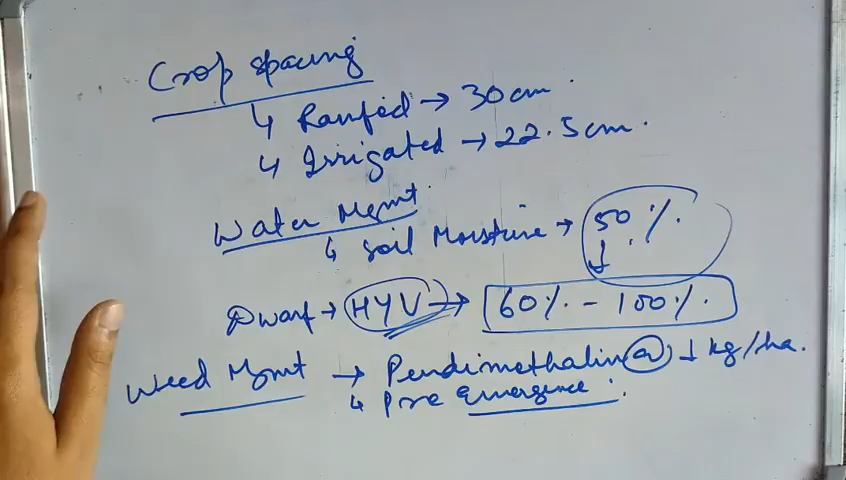 Crop spacing
↳ Rainfed → 30 cm.
↳ Irrigated → 22.5 cm.
Water Mgmt.
↳ Soil Moisture → 50 %.
↓
Dwarf → HYV → 60% - 100%.
Weed Mgmt → Pendimethalin @ 1 kg/ha.
↳ Pre Emergence.